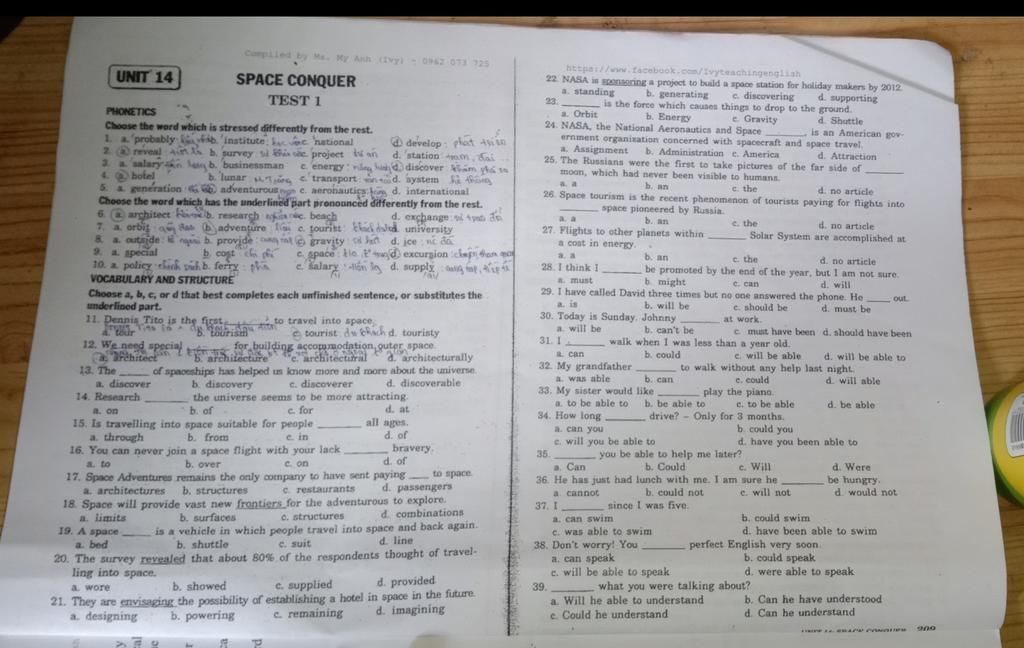 Compiled by Ms. My Anh (Ivy) - 0962 073 725
UNIT 14
SPACE CONQUER
TEST 1
PHONETICS
Choose the word which is stressed differently from the rest.
1. a. probably b. institute c. national d. develop
2. a. reveal b. survey c. project d. station
3. a. salary b. businessman c. energy d. discover
4. a. hotel b. lunar c. transport d. system
5. a. generation b. adventurous c. aeronautics d. international
Choose the word which has the underlined part pronounced differently from the rest.
6. a. architect b. research c. beach d. exchange
7. a. orbit b. adventure c. tourist d. university
8. a. outside b. provide c. gravity d. ice
9. a. special b. cost c. space d. excursion
10. a. policy b. ferry c. salary d. supply
VOCABULARY AND STRUCTURE
Choose a, b, c, or d that best completes each unfinished sentence, or substitutes the
underlined part.
11. Dennis Tito is the first ______ to travel into space.
a. tour b. tourism c. tourist du khách d. touristy
12. We need special ______ for building accommodation outer space.
a. architect b. architecture c. architectural d. architecturally
13. The _____ of spaceships has helped us know more and more about the universe.
a. discover b. discovery c. discoverer d. discoverable
14. Research _______ the universe seems to be more attracting.
a. on b. of c. for d. at
15. Is travelling into space suitable for people _______ all ages.
a. through b. from c. in d. of
16. You can never join a space flight with your lack _______ bravery.
a. to b. over c. on d. of
17. Space Adventures remains the only company to have sent paying ____ to space.
a. architectures b. structures c. restaurants d. passengers
18. Space will provide vast new frontiers for the adventurous to explore.
a. limits b. surfaces c. structures d. combinations
19. A space _____ is a vehicle in which people travel into space and back again.
a. bed b. shuttle c. suit d. line
20. The survey revealed that about 80% of the respondents thought of travel-
ling into space.
a. wore b. showed c. supplied d. provided
21. They are envisaging the possibility of establishing a hotel in space in the future.
a. designing b. powering c. remaining d. imagining
https://www.facebook.com/Ivyteachingenglish
22. NASA is sponsoring a project to build a space station for holiday makers by 2012.
a. standing b. generating c. discovering d. supporting
23. ______ is the force which causes things to drop to the ground.
a. Orbit b. Energy c. Gravity d. Shuttle
24. NASA, the National Aeronautics and Space ______, is an American gov-
ernment organization concerned with spacecraft and space travel.
a. Assignment b. Administration c. America d. Attraction
25. The Russians were the first to take pictures of the far side of ______
moon, which had never been visible to humans.
a. a b. an c. the d. no article
26. Space tourism is the recent phenomenon of tourists paying for flights into
______ space pioneered by Russia.
a. a b. an c. the d. no article
27. Flights to other planets within ______ Solar System are accomplished at
a cost in energy.
a. a b. an c. the d. no article
28. I think I ______ be promoted by the end of the year, but I am not sure.
a. must b. might c. can d. will
29. I have called David three times but no one answered the phone. He ____ out.
a. is b. will be c. should be d. must be
30. Today is Sunday. Johnny ______ at work.
a. will be b. can't be c. must have been d. should have been
31. I ______ walk when I was less than a year old.
a. can b. could c. will be able d. will be able to
32. My grandfather ______ to walk without any help last night.
a. was able b. can c. could d. will able
33. My sister would like ______ play the piano.
a. to be able to b. be able to c. to be able d. be able
34. How long ______ drive? – Only for 3 months.
a. can you b. could you
c. will you be able to d. have you been able to
35. ______ you be able to help me later?
a. Can b. Could c. Will d. Were
36. He has just had lunch with me. I am sure he ______ be hungry.
a. cannot b. could not c. will not d. would not
37. I ______ since I was five.
a. can swim b. could swim
c. was able to swim d. have been able to swim
38. Don't worry! You ______ perfect English very soon.
a. can speak b. could speak
c. will be able to speak d. were able to speak
39. ______ what you were talking about?
a. Will he able to understand b. Can he have understood
c. Could he understand d. Can he understand
UNIT 14: SPACE CONQUER 209